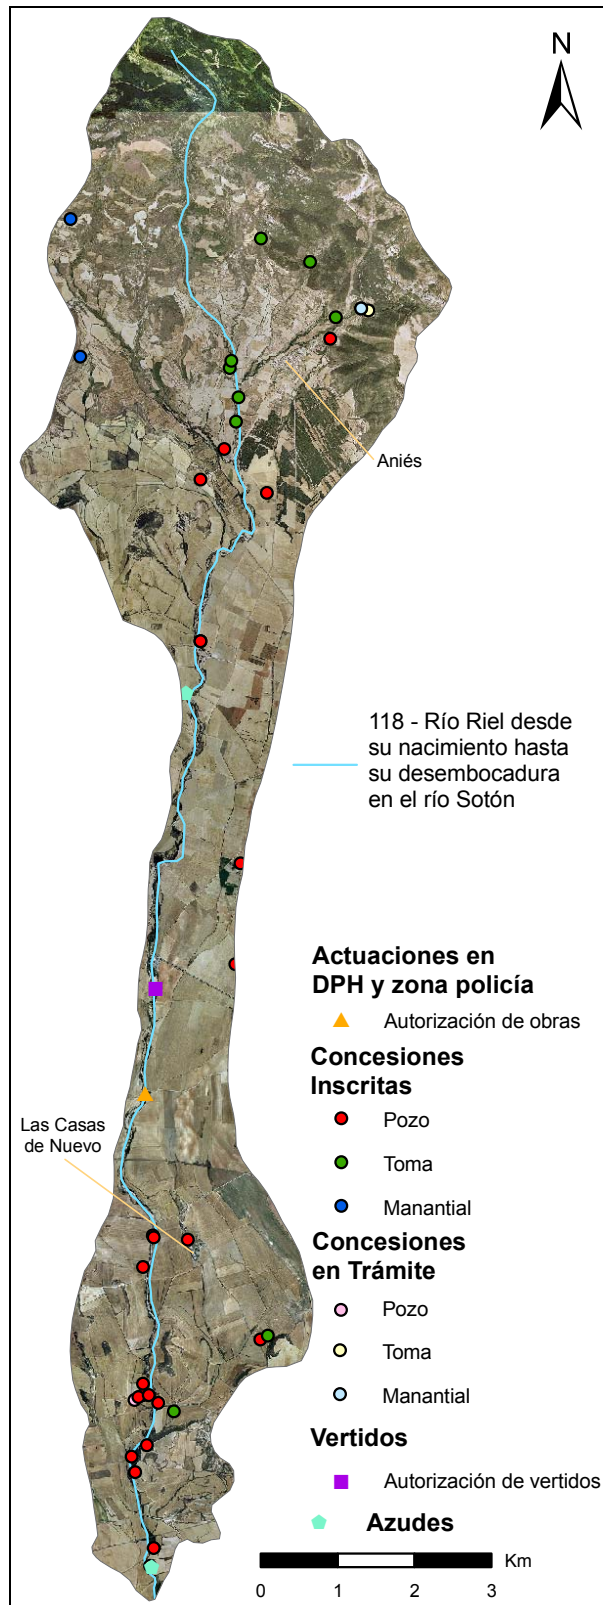 N
Aniés
118 - Río Riel desde
su nacimiento hasta
su desembocadura
en el río Sotón
Actuaciones en
DPH y zona policía
Autorización de obras
Concesiones
Inscritas
Pozo
Toma
Manantial
Las Casas
de Nuevo
Concesiones
en Trámite
Pozo
Toma
Manantial
Vertidos
Autorización de vertidos
Azudes
Km
0 1 2 3